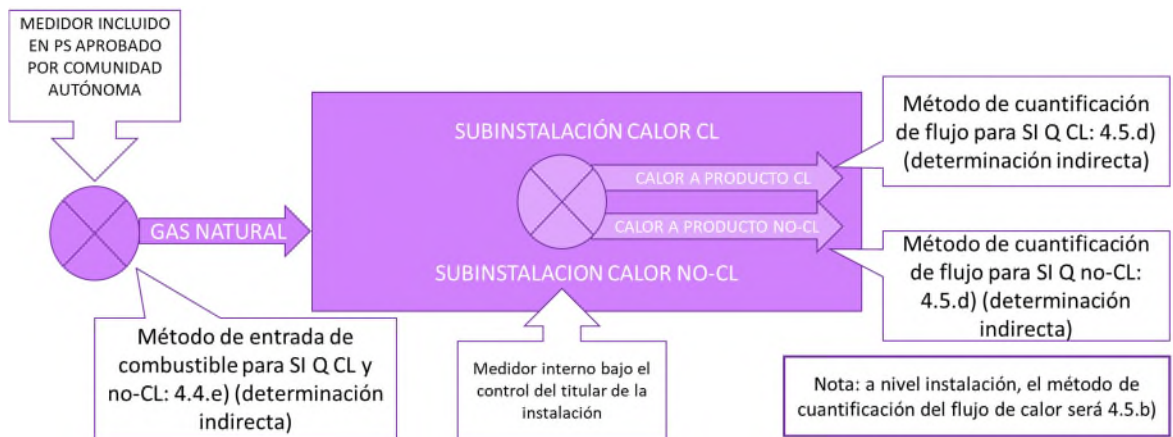 MEDIDOR INCLUIDO
EN PS APROBADO
POR COMUNIDAD
AUTÓNOMA
GAS NATURAL
Método de entrada de
combustible para SI Q CL y
no-CL: 4.4.e) (determinación
indirecta)
SUBINSTALACIÓN CALOR CL
CALOR A PRODUCTO CL
CALOR A PRODUCTO NO-CL
SUBINSTALACION CALOR NO-CL
Medidor interno bajo el
control del titular de la
instalación
Método de cuantificación
de flujo para SI Q CL: 4.5.d)
(determinación indirecta)
Método de cuantificación
de flujo para SI Q no-CL:
4.5.d) (determinación
indirecta)
Nota: a nivel instalación, el método de
cuantificación del flujo de calor será 4.5.b)